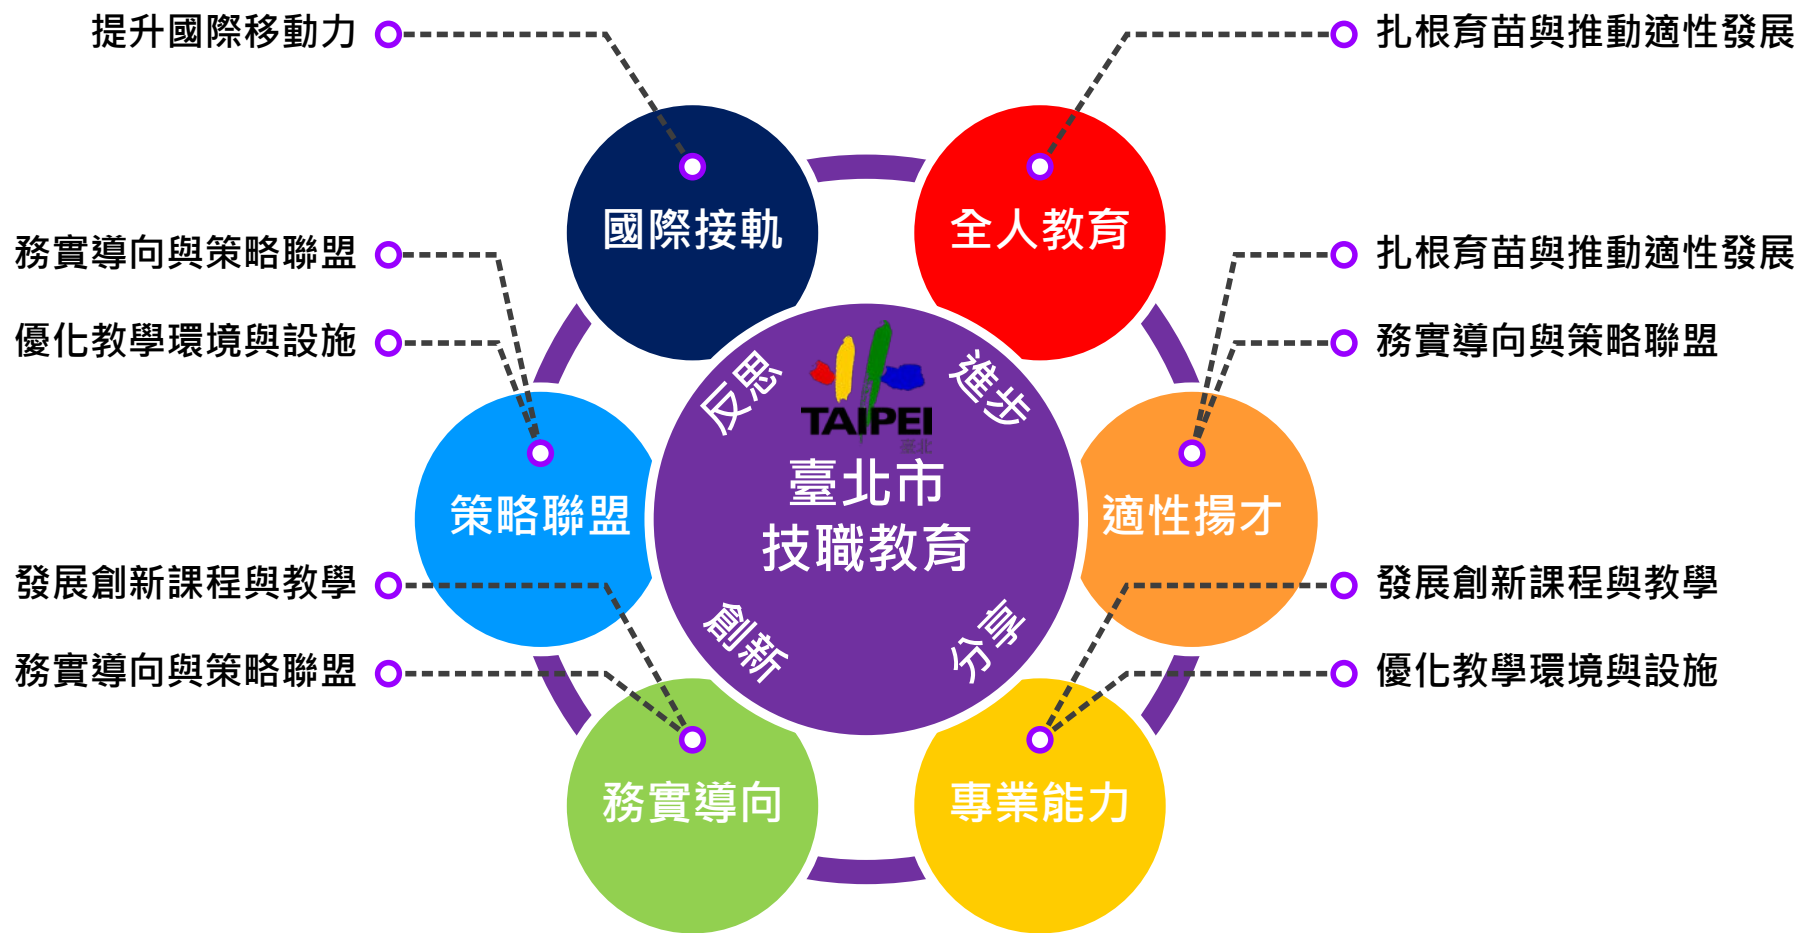 提升國際移動力
扎根育苗與推動適性發展
國際接軌
全人教育
務實導向與策略聯盟
扎根育苗與推動適性發展
優化教學環境與設施
務實導向與策略聯盟
反思
進步
TAIPEI
臺北
臺北市
技職教育
策略聯盟
適性揚才
發展創新課程與教學
發展創新課程與教學
創新
分享
務實導向與策略聯盟
優化教學環境與設施
務實導向
專業能力